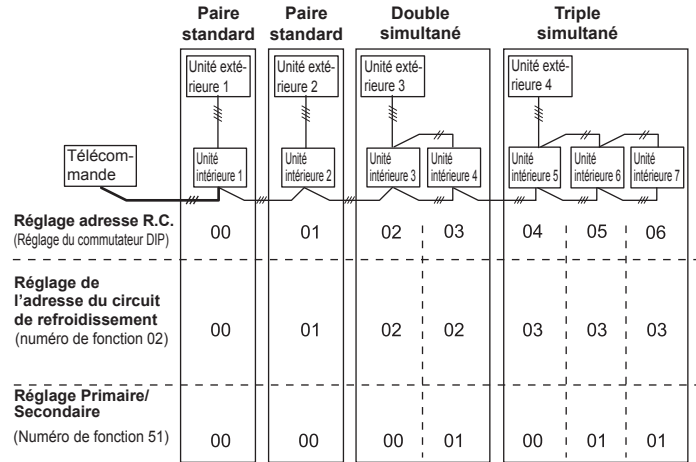 Paire
standard
Paire
standard
Double
simultané
Triple
simultané
Unité exté-
rieure 1
Unité exté-
rieure 2
Unité exté-
rieure 3
Unité exté-
rieure 4
Télécom-
mande
Unité
intérieure 1
Unité
intérieure 2
Unité
intérieure 3
Unité
intérieure 4
Unité
intérieure 5
Unité
intérieure 6
Unité
intérieure 7
Réglage adresse R.C.
(Réglage du commutateur DIP)
00 01 02 03 04 05 06
Réglage de
l'adresse du circuit
de refroidissement
(numéro de fonction 02)
00 01 02 02 03 03 03
Réglage Primaire/
Secondaire
(Numéro de fonction 51)
00 00 00 01 00 01 01